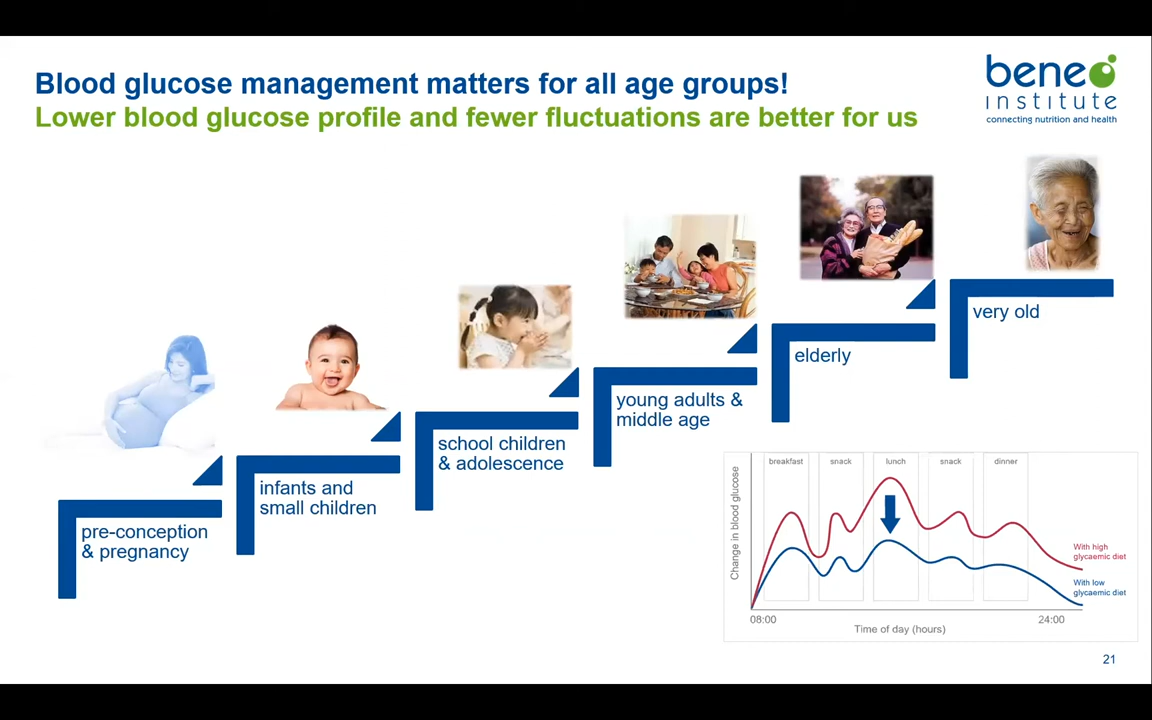 Blood glucose management matters for all age groups!
Lower blood glucose profile and fewer fluctuations are better for us
beneo
institute
connecting nutrition and health
pre-conception
& pregnancy
infants and
small children
school children
& adolescence
young adults &
middle age
elderly
very old
breakfast snack lunch snack dinner
Change in blood glucose
With high
glycaemic diet
With low
glycaemic diet
08:00 24:00
Time of day (hours)
21